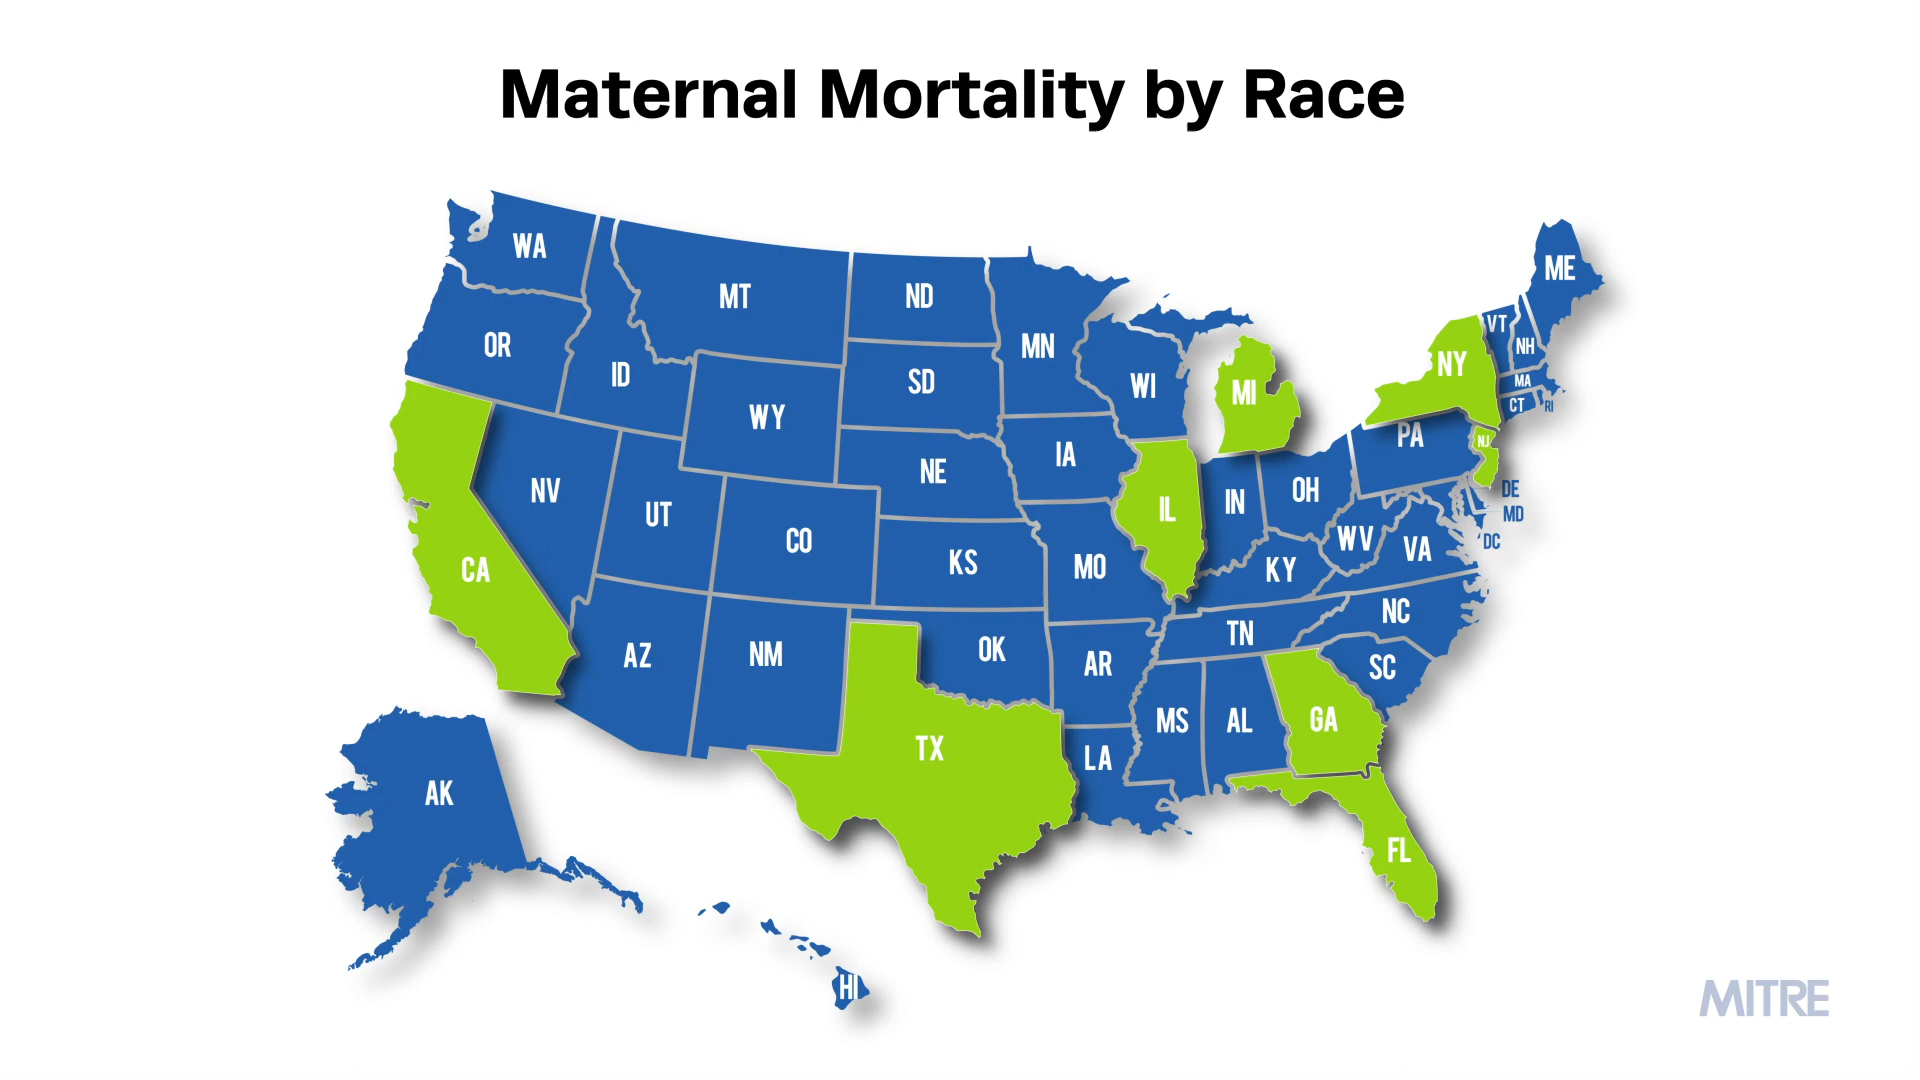 Maternal Mortality by Race
WA
MT
ND
MN
ME
OR
ID
SD
WI
MI
NY
VT
NH
MA
CT
RI
WY
IA
PA
NJ
NV
UT
CO
NE
IL
IN
OH
DE
MD
DC
CA
KS
MO
KY
WV
VA
AZ
NM
OK
AR
TN
NC
SC
TX
LA
MS
AL
GA
FL
AK
HI
MITRE